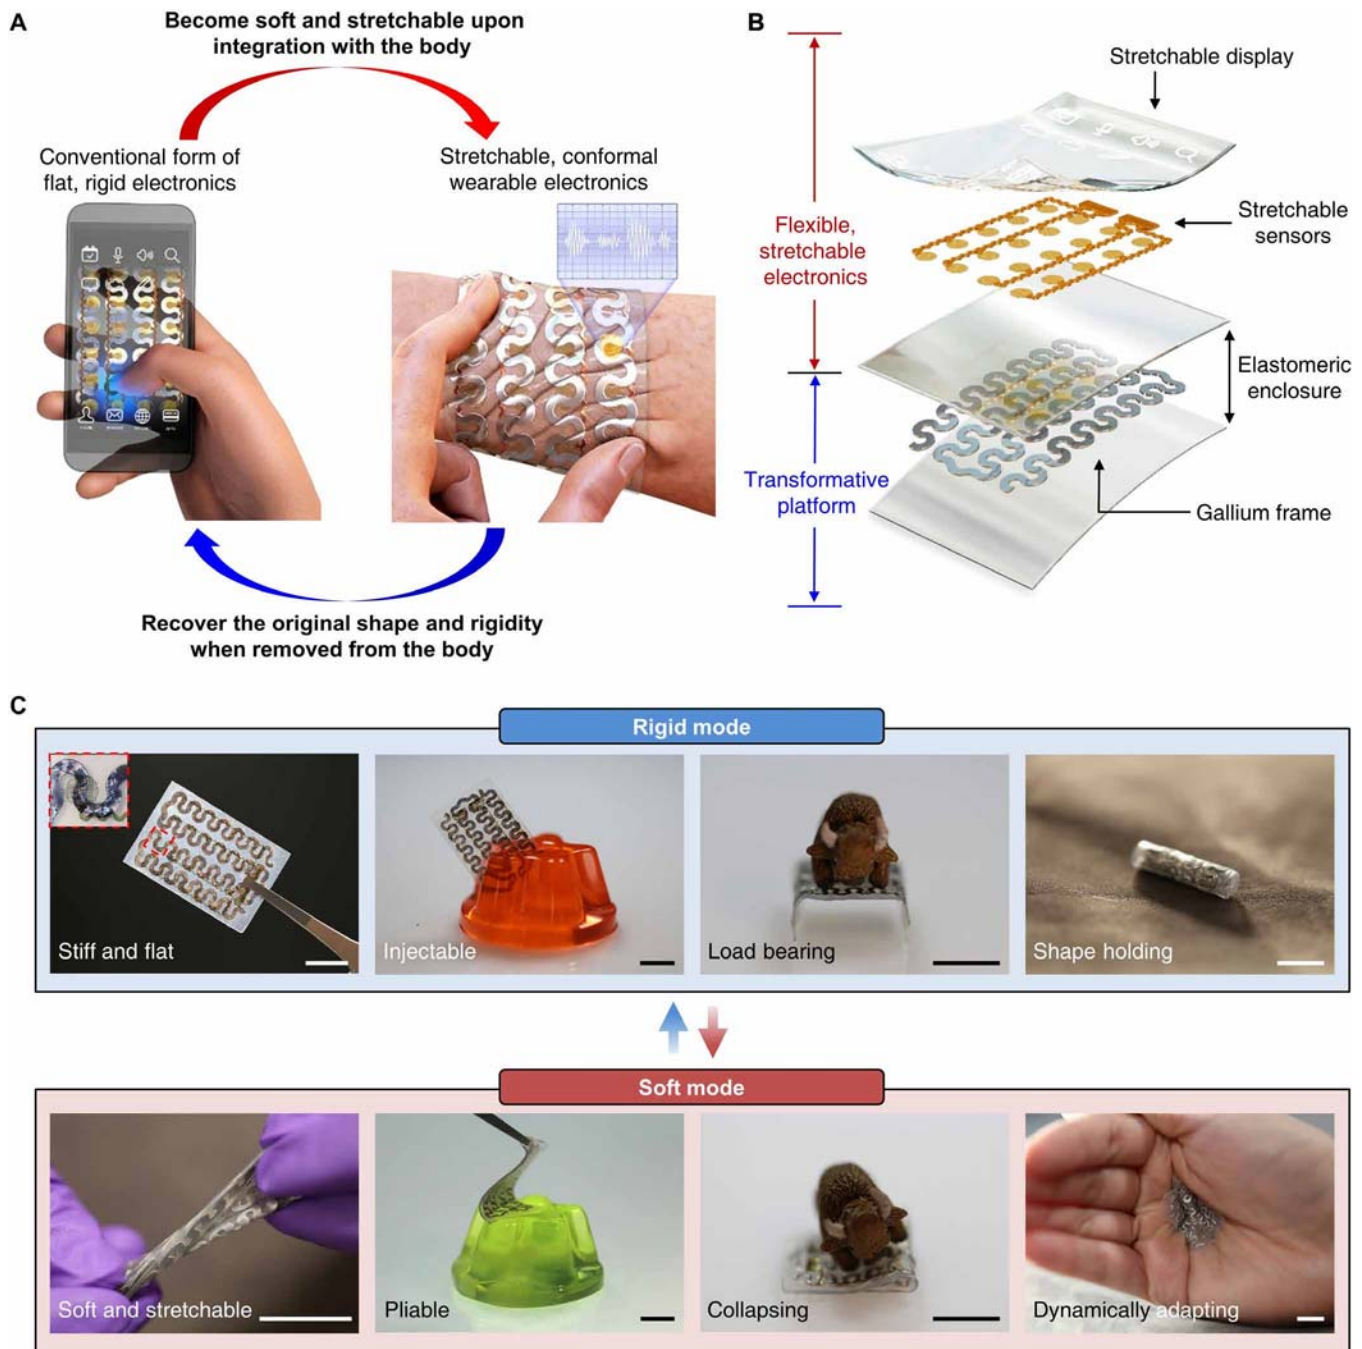 A
Become soft and stretchable upon
integration with the body
Conventional form of
flat, rigid electronics
Stretchable, conformal
wearable electronics
Recover the original shape and rigidity
when removed from the body
B
Stretchable display
Stretchable
sensors
Flexible,
stretchable
electronics
Elastomeric
enclosure
Transformative
platform
Gallium frame
C
Rigid mode
Stiff and flat
Injectable
Load bearing
Shape holding
Soft mode
Soft and stretchable
Pliable
Collapsing
Dynamically adapting